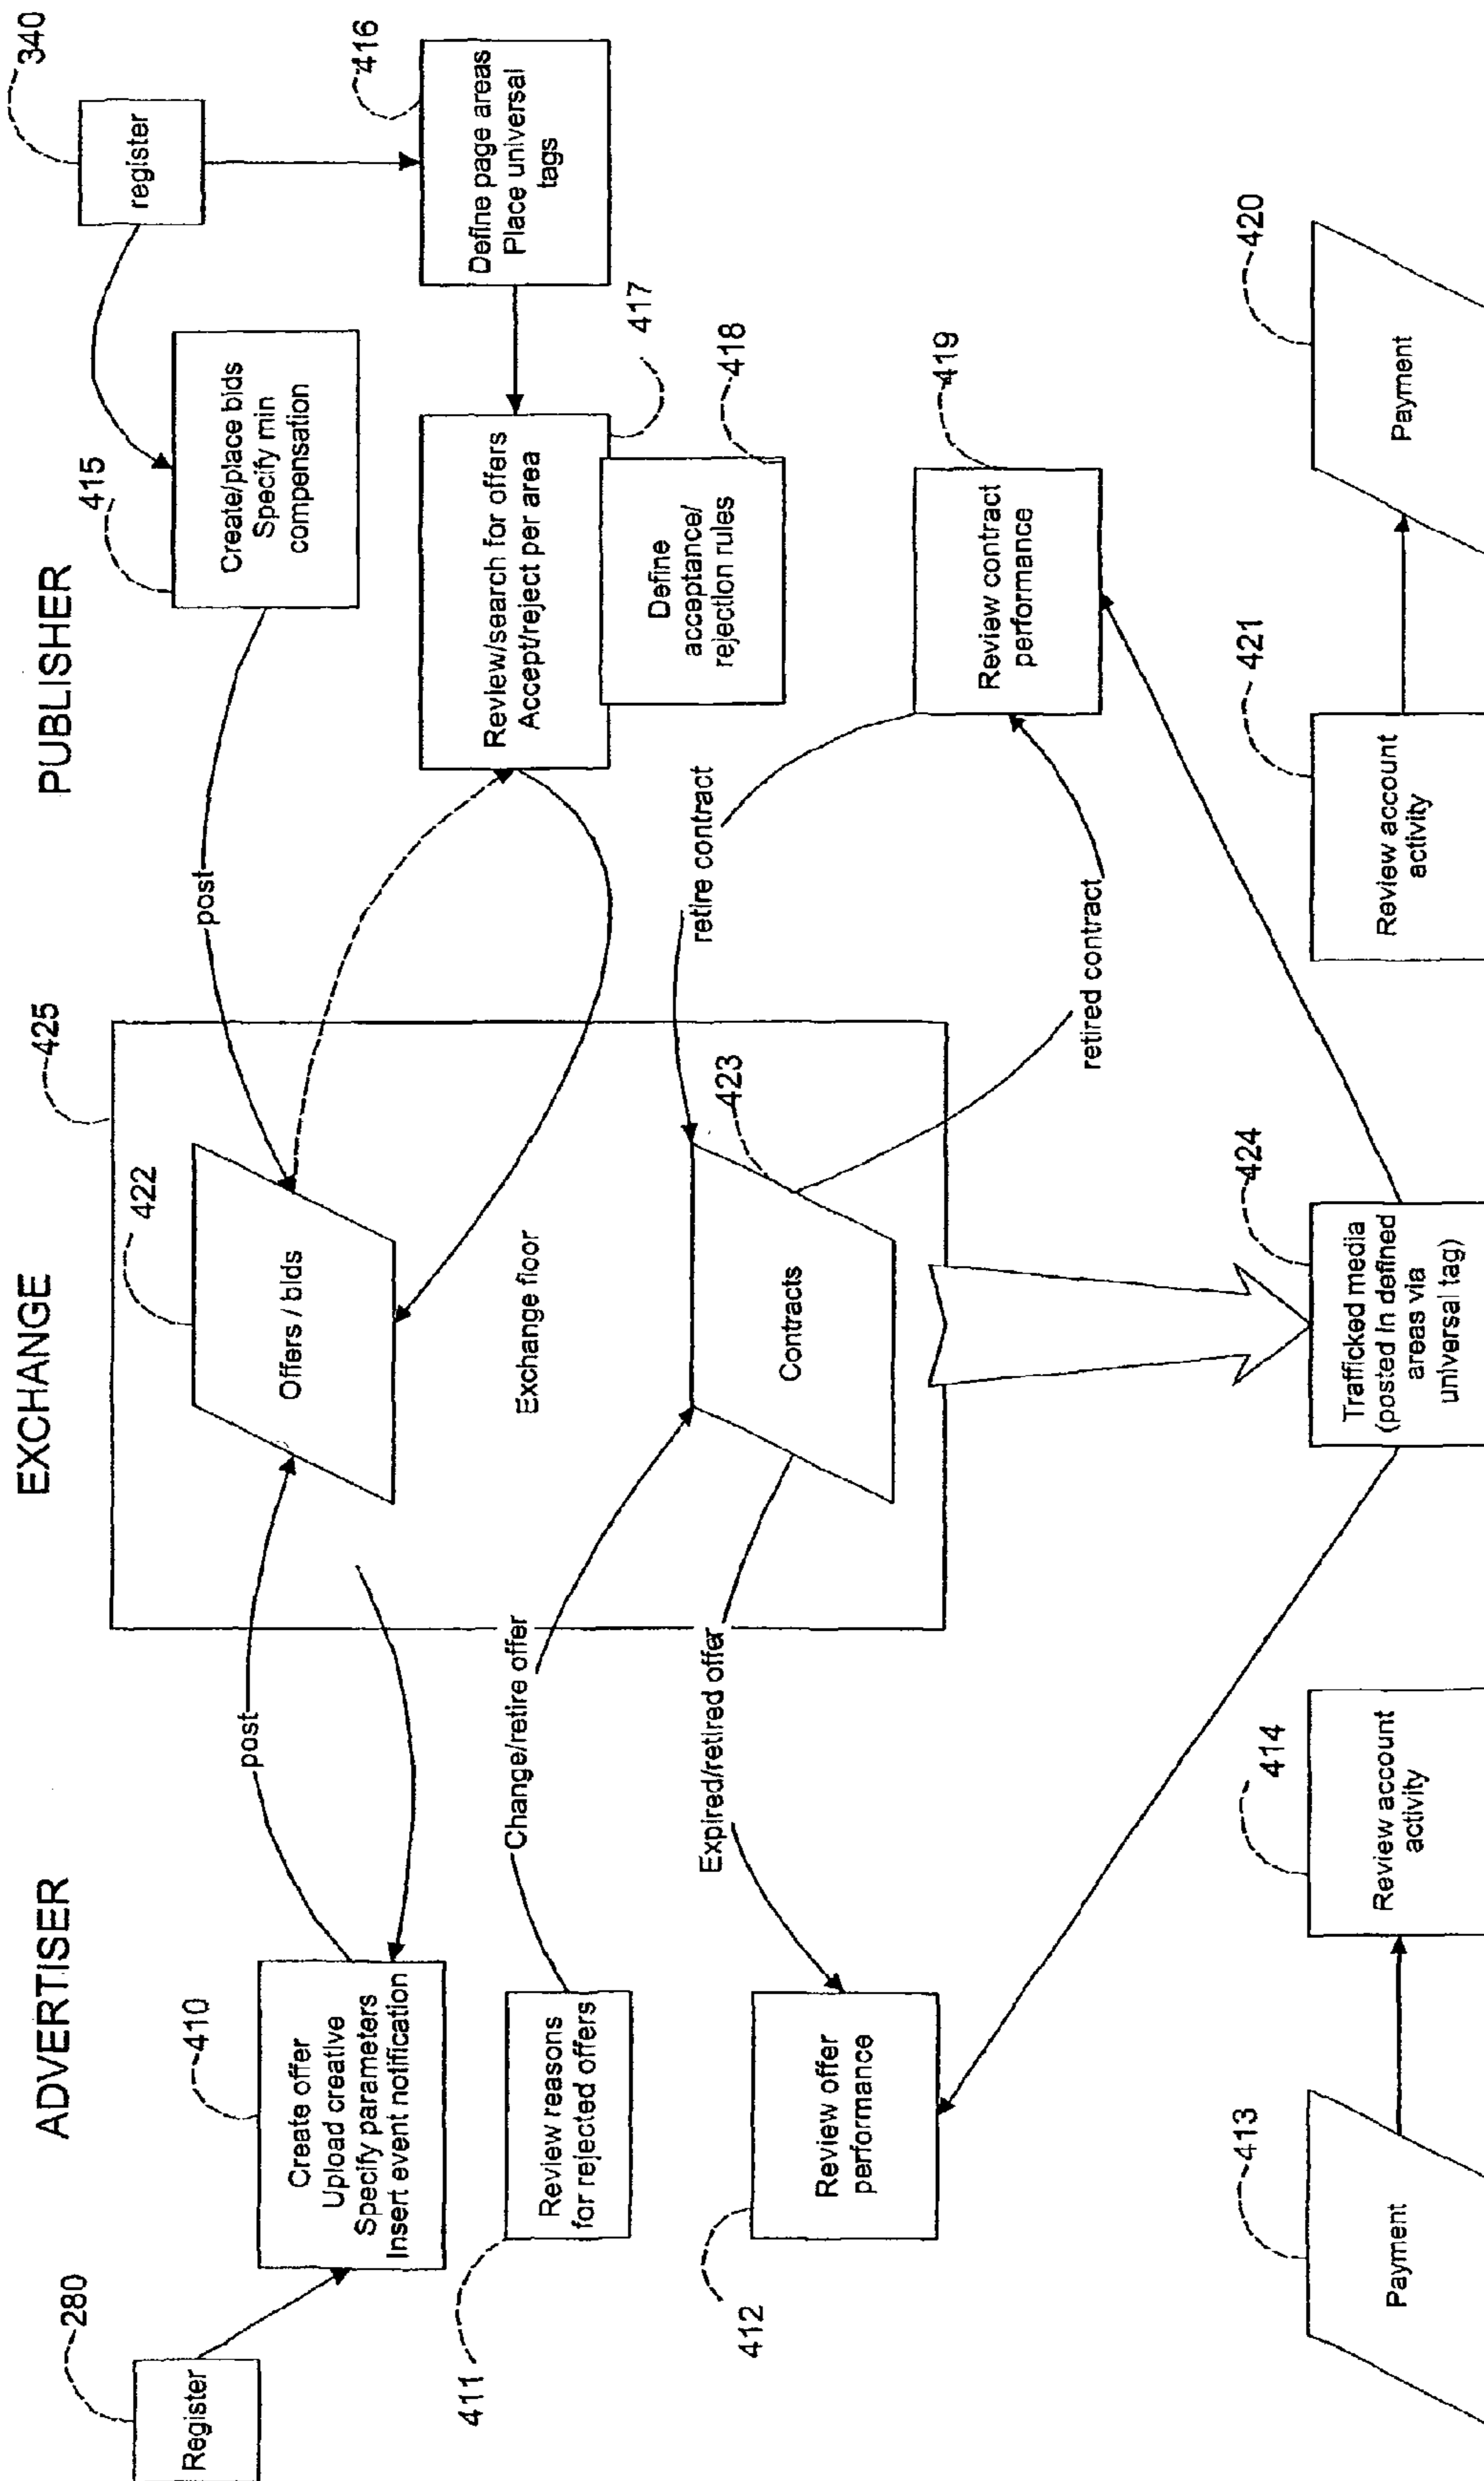 ADVERTISER
EXCHANGE
PUBLISHER
280
Register
410
Create offer
Upload creative
Specify parameters
Insert event notification
411
Review reasons
for rejected offers
412
Review offer
performance
413
Payment
414
Review account
activity
post
Change/retire offer
Expired/retired offer
425
422
Offers / bids
Exchange floor
423
Contracts
424
Trafficked media
(posted in defined
areas via
universal tag)
post
retire contract
retired contract
340
register
415
Create/place bids
Specify min
compensation
416
Define page areas
Place universal
tags
417
Review/search for offers
Accept/reject per area
418
Define
acceptance/
rejection rules
419
Review contract
performance
421
Review account
activity
420
Payment